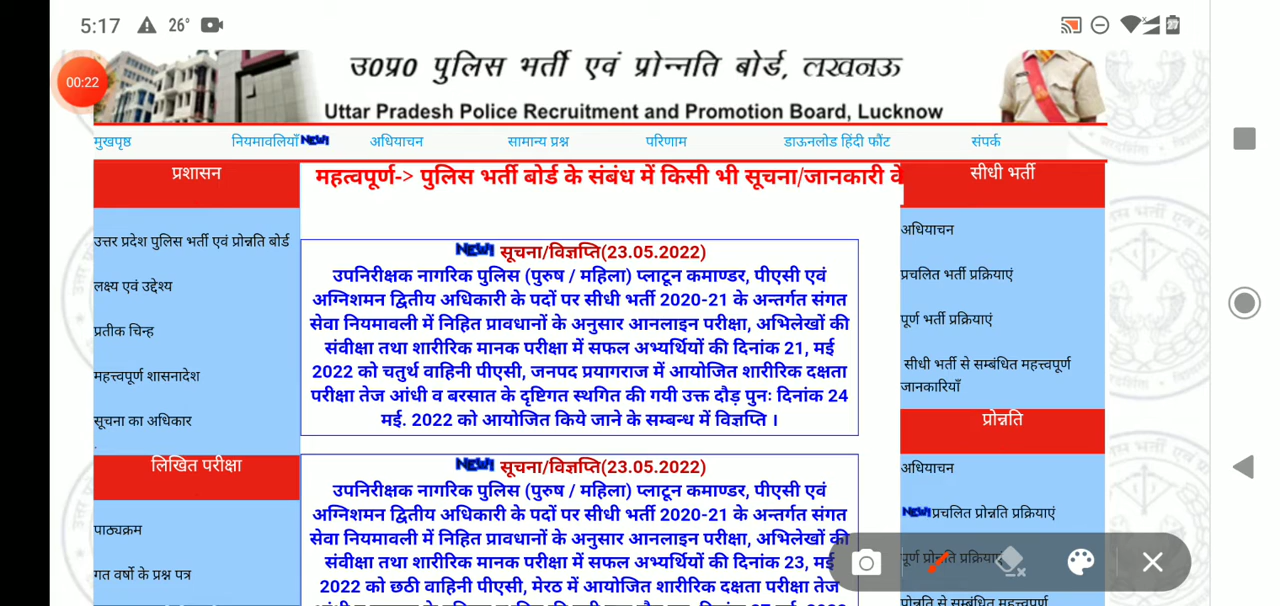 5:17
26°
27
00:22
उ0प्र0 पुलिस भर्ती एवं प्रोन्नति बोर्ड, लखनऊ
Uttar Pradesh Police Recruitment and Promotion Board, Lucknow
मुखपृष्ठ नियमावलियाँ NEW! अधियाचन सामान्य प्रश्न परिणाम डाऊनलोड हिंदी फौंट संपर्क
प्रशासन
उत्तर प्रदेश पुलिस भर्ती एवं प्रोन्नति बोर्ड
लक्ष्य एवं उद्देश्य
प्रतीक चिन्ह
महत्त्वपूर्ण शासनादेश
सूचना का अधिकार
लिखित परीक्षा
पाठ्यक्रम
गत वर्षो के प्रश्न पत्र
महत्वपूर्ण-> पुलिस भर्ती बोर्ड के संबंध में किसी भी सूचना/जानकारी के
NEW! सूचना/विज्ञप्ति(23.05.2022)
उपनिरीक्षक नागरिक पुलिस (पुरुष / महिला) प्लाटून कमाण्डर, पीएसी एवं
अग्निशमन द्वितीय अधिकारी के पदों पर सीधी भर्ती 2020-21 के अन्तर्गत संगत
सेवा नियमावली में निहित प्रावधानों के अनुसार आनलाइन परीक्षा, अभिलेखों की
संवीक्षा तथा शारीरिक मानक परीक्षा में सफल अभ्यर्थियों की दिनांक 21, मई
2022 को चतुर्थ वाहिनी पीएसी, जनपद प्रयागराज में आयोजित शारीरिक दक्षता
परीक्षा तेज आंधी व बरसात के दृष्टिगत स्थगित की गयी उक्त दौड़ पुनः दिनांक 24
मई. 2022 को आयोजित किये जाने के सम्बन्ध में विज्ञप्ति ।
NEW! सूचना/विज्ञप्ति(23.05.2022)
उपनिरीक्षक नागरिक पुलिस (पुरुष / महिला) प्लाटून कमाण्डर, पीएसी एवं
अग्निशमन द्वितीय अधिकारी के पदों पर सीधी भर्ती 2020-21 के अन्तर्गत संगत
सेवा नियमावली में निहित प्रावधानों के अनुसार आनलाइन परीक्षा, अभिलेखों की
संवीक्षा तथा शारीरिक मानक परीक्षा में सफल अभ्यर्थियों की दिनांक 23, मई
2022 को छठी वाहिनी पीएसी, मेरठ में आयोजित शारीरिक दक्षता परीक्षा तेज
सीधी भर्ती
अधियाचन
प्रचलित भर्ती प्रक्रियाएं
पूर्ण भर्ती प्रक्रियाएं
सीधी भर्ती से सम्बंधित महत्त्वपूर्ण
जानकारियाँ
प्रोन्नति
अधियाचन
NEW! प्रचलित प्रोन्नति प्रक्रियाएं
पूर्ण प्रोन्नति प्रक्रियाएं
प्रोन्नति से सम्बंधित महत्त्वपूर्ण